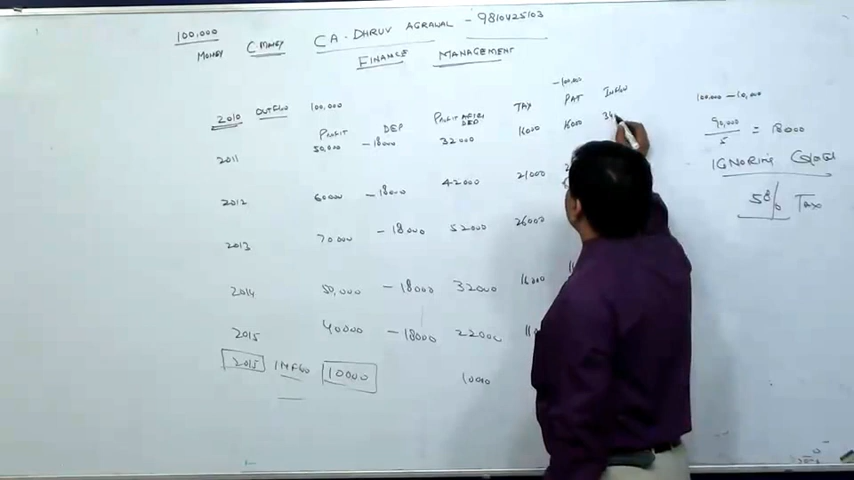 100,000
MONEY C.MONEY CA. DHRUV AGRAWAL - 9810425103
FINANCE MANAGEMENT
-100,000
2010 OUTFLOW 100,000 TAX PAT INFLOW
PROFIT DEP PROFIT AFTER DEP
2011 50,000 - 18000 32000 16000 16000 34
2012 60000 - 18000 42000 21000
2013 70000 - 18000 52000 26000
2014 50,000 - 18000 32000 16000
2015 40000 - 18000 22000
2015 INFLOW 10000 10000
100,000 - 10,000
90,000 / 5 = 18000
IGNORING
50% Tax